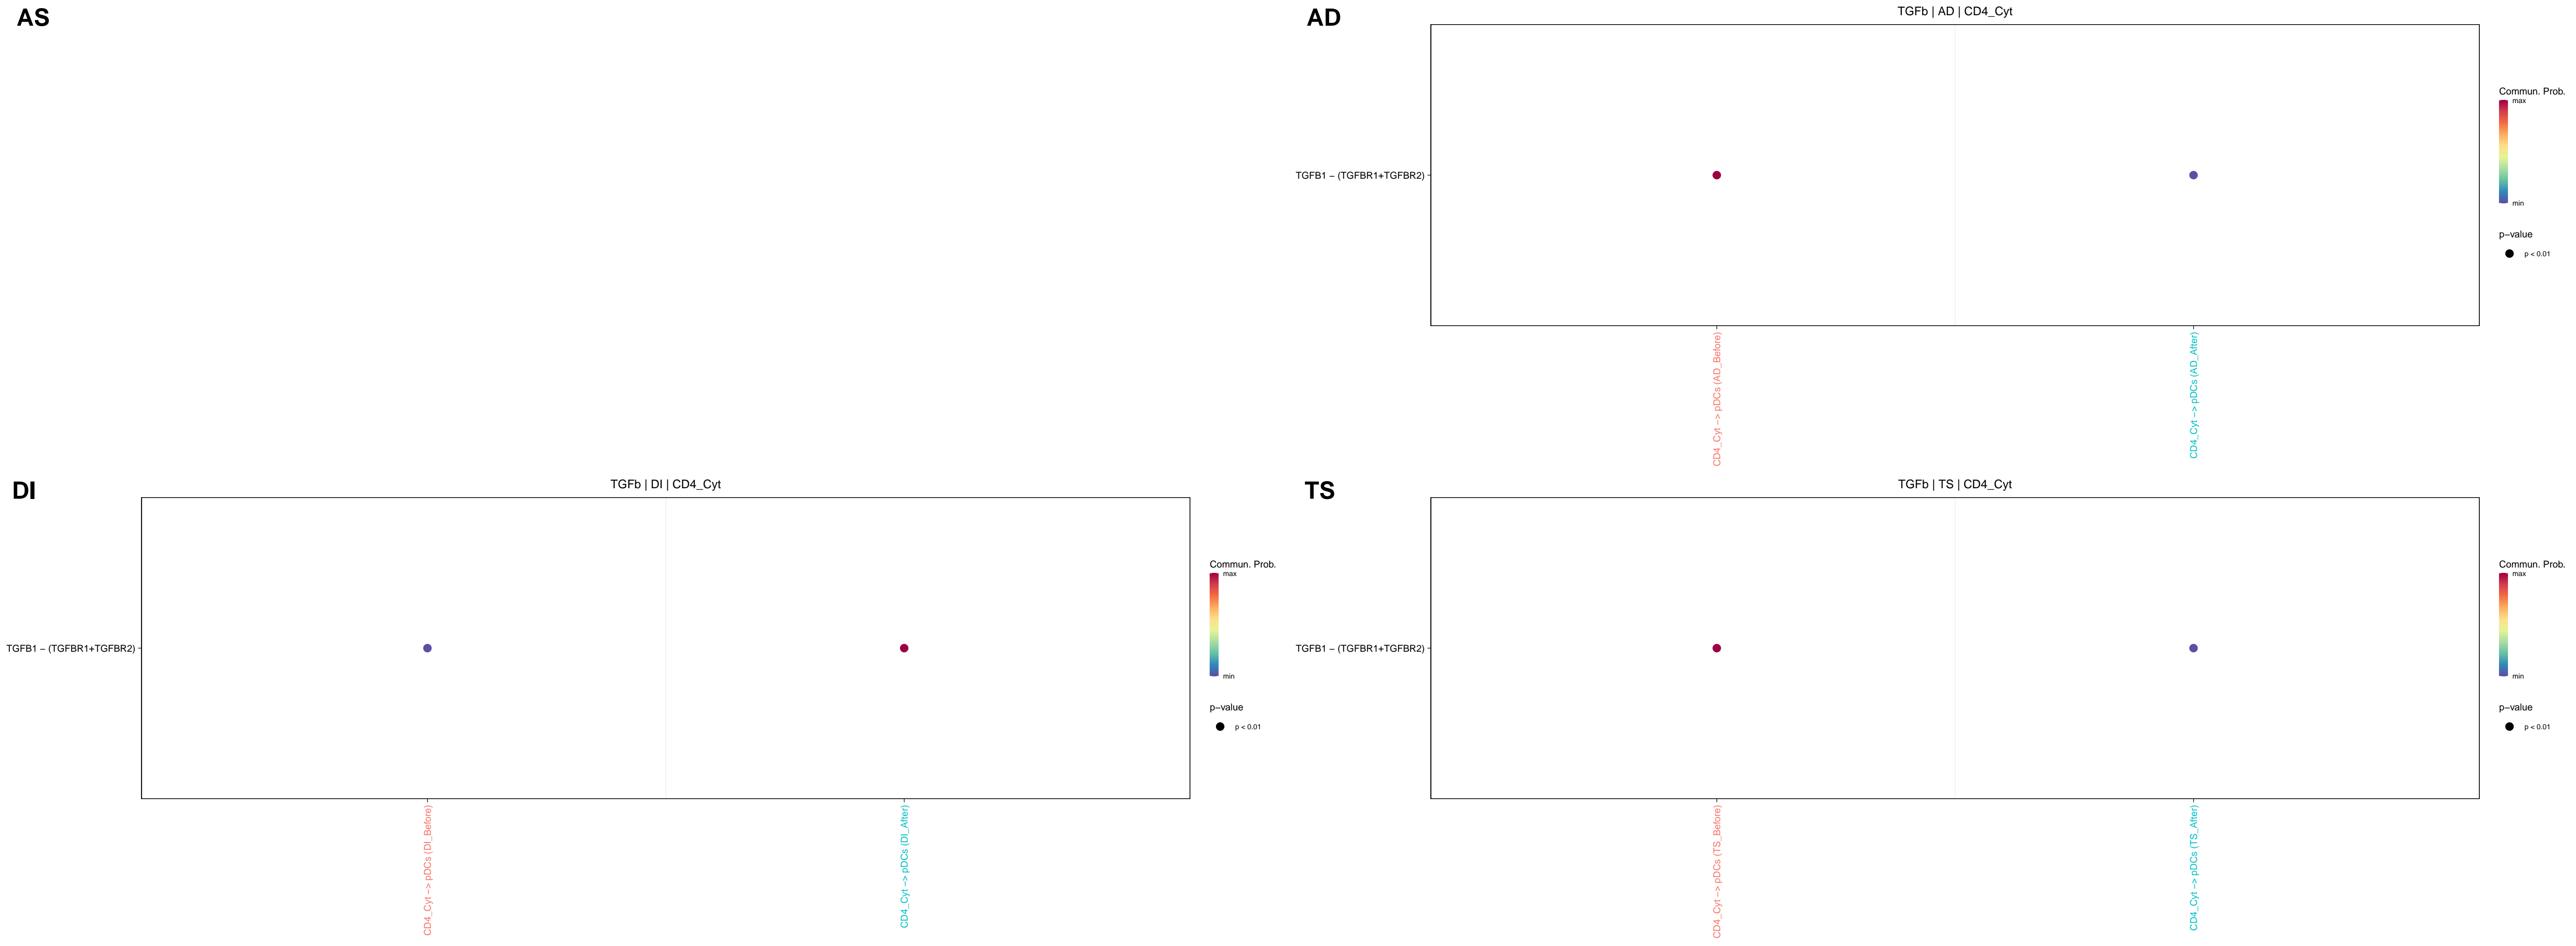 AS
AD
TGFb | AD | CD4_Cyt
TGFB1 − (TGFBR1+TGFBR2)
CD4_Cyt −> pDCs (AD_Before)
CD4_Cyt −> pDCs (AD_After)
Commun. Prob.
max
min
p−value
p < 0.01
DI
TGFb | DI | CD4_Cyt
TGFB1 − (TGFBR1+TGFBR2)
CD4_Cyt −> pDCs (DI_Before)
CD4_Cyt −> pDCs (DI_After)
Commun. Prob.
max
min
p−value
p < 0.01
TS
TGFb | TS | CD4_Cyt
TGFB1 − (TGFBR1+TGFBR2)
CD4_Cyt −> pDCs (TS_Before)
CD4_Cyt −> pDCs (TS_After)
Commun. Prob.
max
min
p−value
p < 0.01